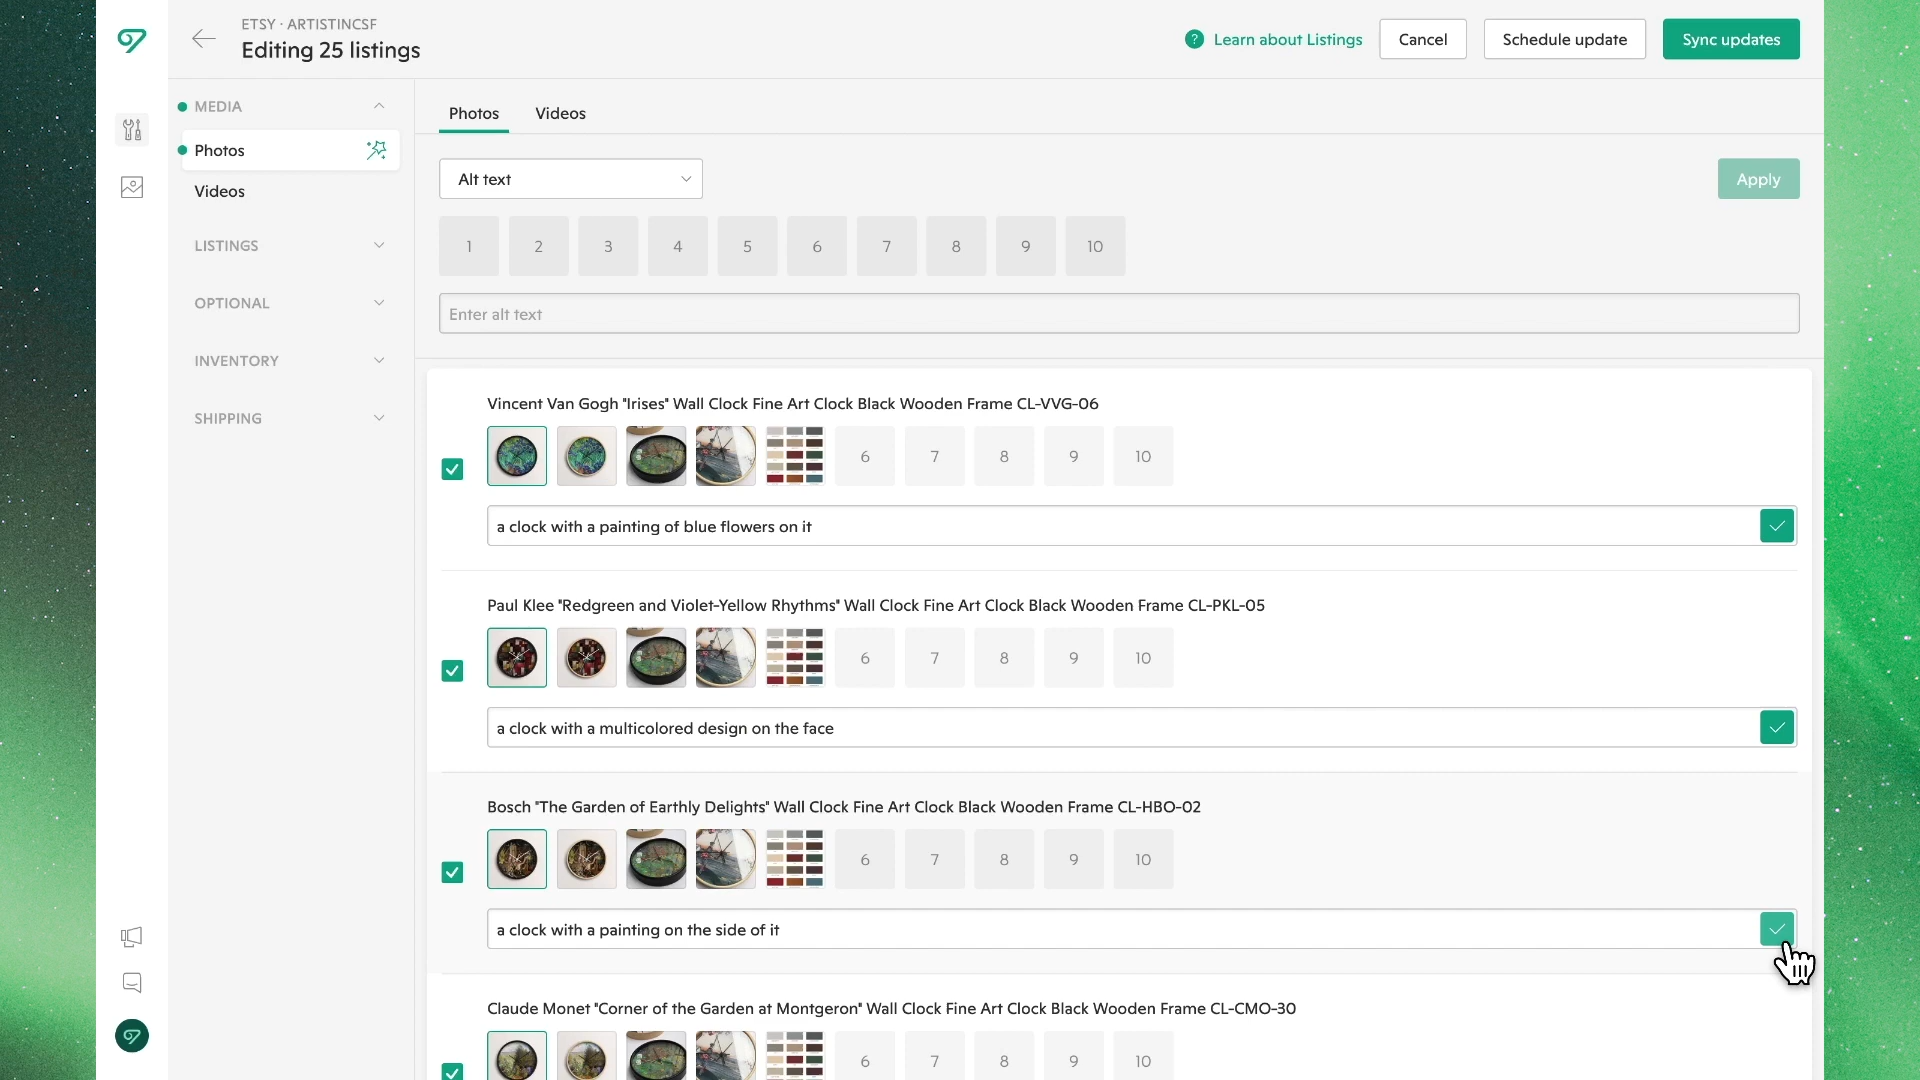 ETSY · ARTISTINCSF
Editing 25 listings
? Learn about Listings
Cancel
Schedule update
Sync updates
MEDIA
Photos
Videos
LISTINGS
OPTIONAL
INVENTORY
SHIPPING
Photos Videos
Alt text
Apply
1 2 3 4 5 6 7 8 9 10
Enter alt text
Vincent Van Gogh "Irises" Wall Clock Fine Art Clock Black Wooden Frame CL-VVG-06
6 7 8 9 10
a clock with a painting of blue flowers on it
Paul Klee "Redgreen and Violet-Yellow Rhythms" Wall Clock Fine Art Clock Black Wooden Frame CL-PKL-05
6 7 8 9 10
a clock with a multicolored design on the face
Bosch "The Garden of Earthly Delights" Wall Clock Fine Art Clock Black Wooden Frame CL-HBO-02
6 7 8 9 10
a clock with a painting on the side of it
Claude Monet "Corner of the Garden at Montgeron" Wall Clock Fine Art Clock Black Wooden Frame CL-CMO-30
6 7 8 9 10